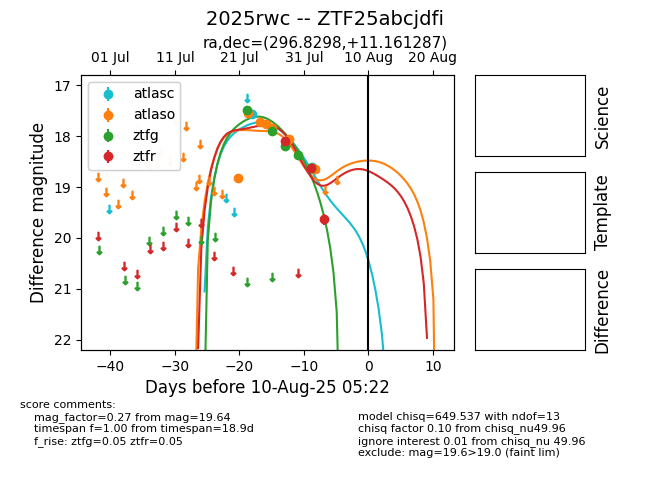 2025rwc -- ZTF25abcjdfi
ra,dec=(296.8298,+11.161287)
01 Jul 11 Jul 21 Jul 31 Jul 10 Aug 20 Aug
atlasc
atlaso
ztfg
ztfr
17
18
19
20
21
22
Difference magnitude
−40 −30 −20 −10 0 10
Days before 10-Aug-25 05:22
Science
Template
Difference
score comments:
mag_factor=0.27 from mag=19.64
timespan f=1.00 from timespan=18.9d
f_rise: ztfg=0.05 ztfr=0.05
model chisq=649.537 with ndof=13
chisq factor 0.10 from chisq_nu49.96
ignore interest 0.01 from chisq_nu 49.96
exclude: mag=19.6>19.0 (faint lim)